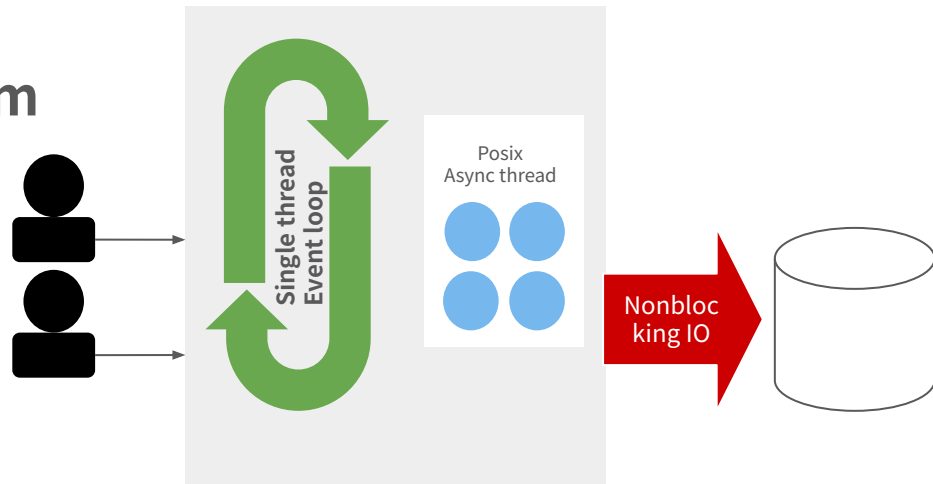 m
Single thread
Event loop
Posix
Async thread
Nonbloc
king IO